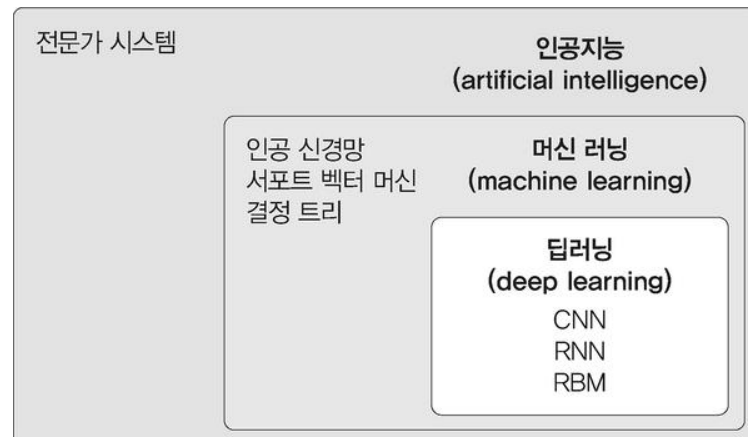 전문가 시스템
인공지능
(artificial intelligence)
인공 신경망
서포트 벡터 머신
결정 트리
머신 러닝
(machine learning)
딥러닝
(deep learning)
CNN
RNN
RBM